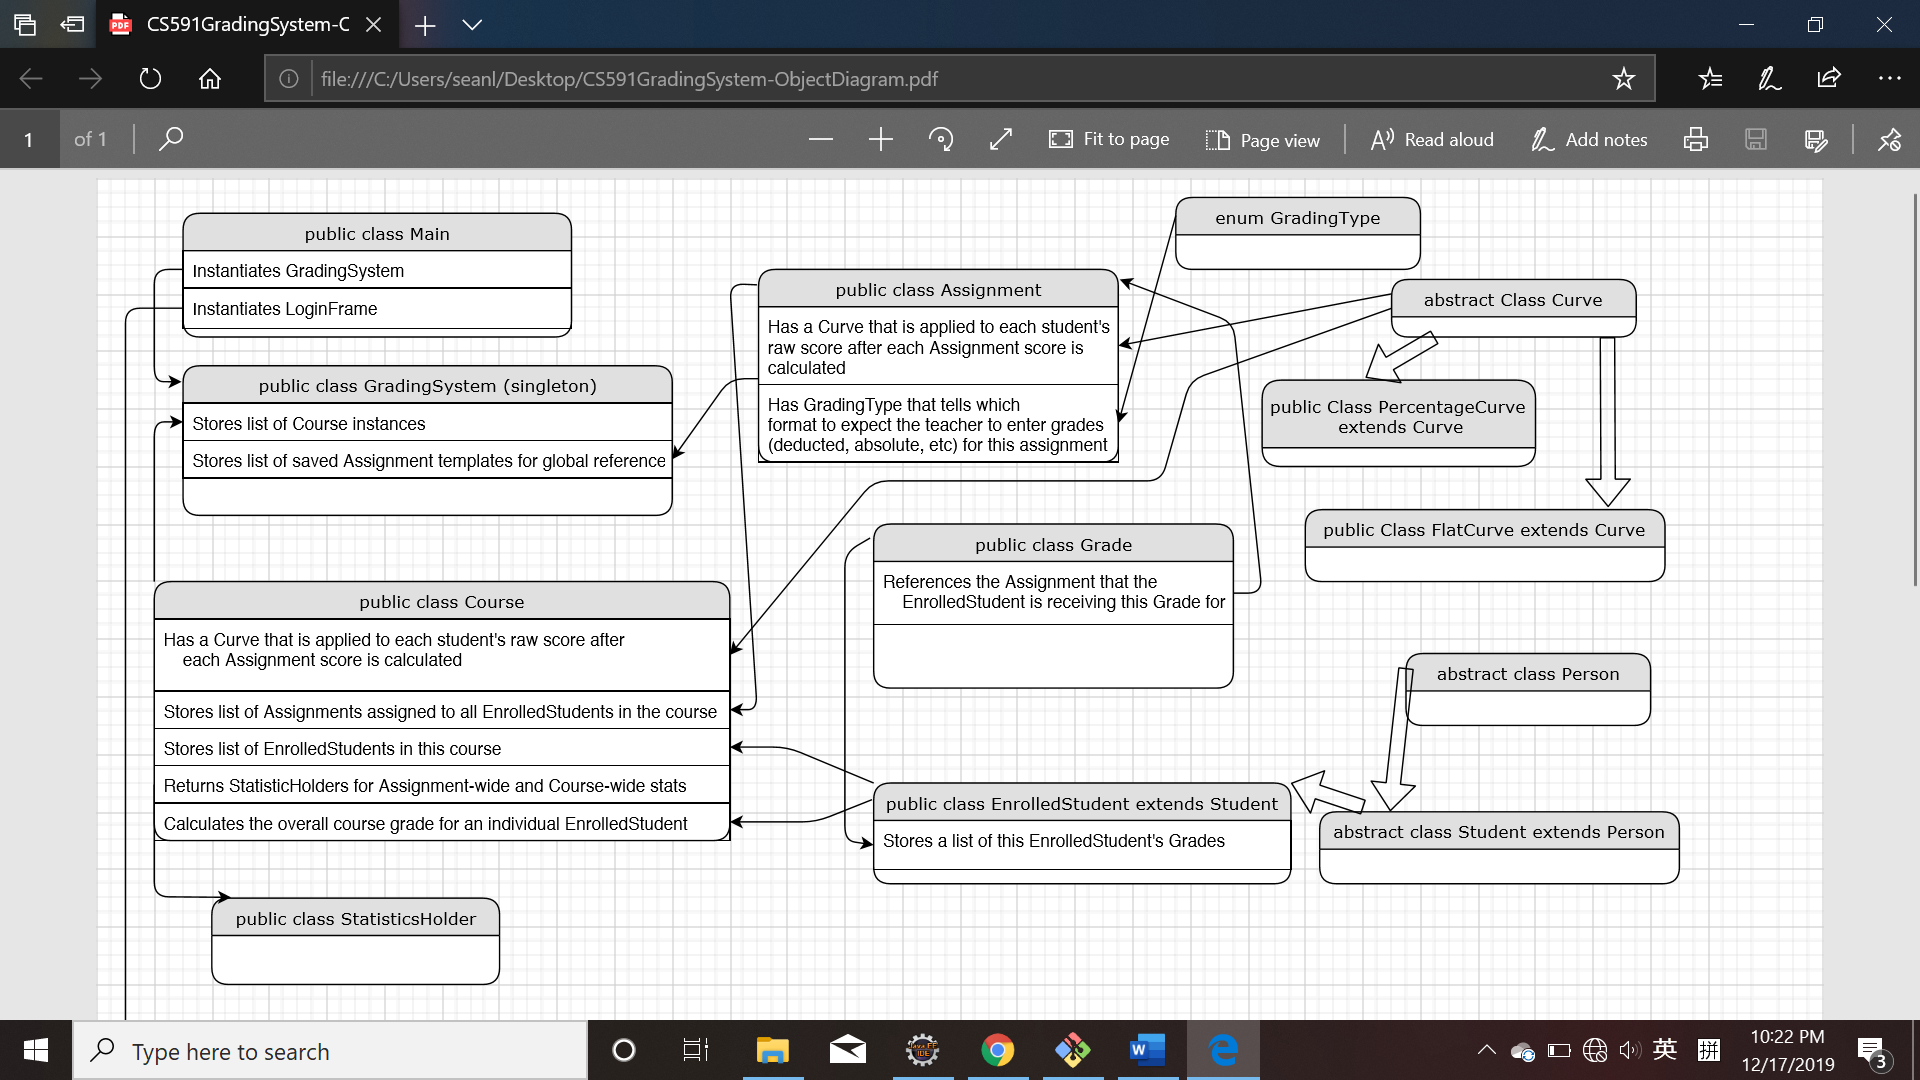 CS591GradingSystem-C
file:///C:/Users/seanl/Desktop/CS591GradingSystem-ObjectDiagram.pdf
1
of 1
Fit to page
Page view
Read aloud
Add notes
public class Main
Instantiates GradingSystem
Instantiates LoginFrame
public class GradingSystem (singleton)
Stores list of Course instances
Stores list of saved Assignment templates for global reference
public class Assignment
Has a Curve that is applied to each student's
raw score after each Assignment score is
calculated
Has GradingType that tells which
format to expect the teacher to enter grades
(deducted, absolute, etc) for this assignment
enum GradingType
abstract Class Curve
public Class PercentageCurve
extends Curve
public Class FlatCurve extends Curve
public class Grade
References the Assignment that the
EnrolledStudent is receiving this Grade for
public class Course
Has a Curve that is applied to each student's raw score after
each Assignment score is calculated
Stores list of Assignments assigned to all EnrolledStudents in the course
Stores list of EnrolledStudents in this course
Returns StatisticHolders for Assignment-wide and Course-wide stats
Calculates the overall course grade for an individual EnrolledStudent
abstract class Person
public class EnrolledStudent extends Student
Stores a list of this EnrolledStudent's Grades
abstract class Student extends Person
public class StatisticsHolder
Type here to search
英
拼
10:22 PM
12/17/2019
3